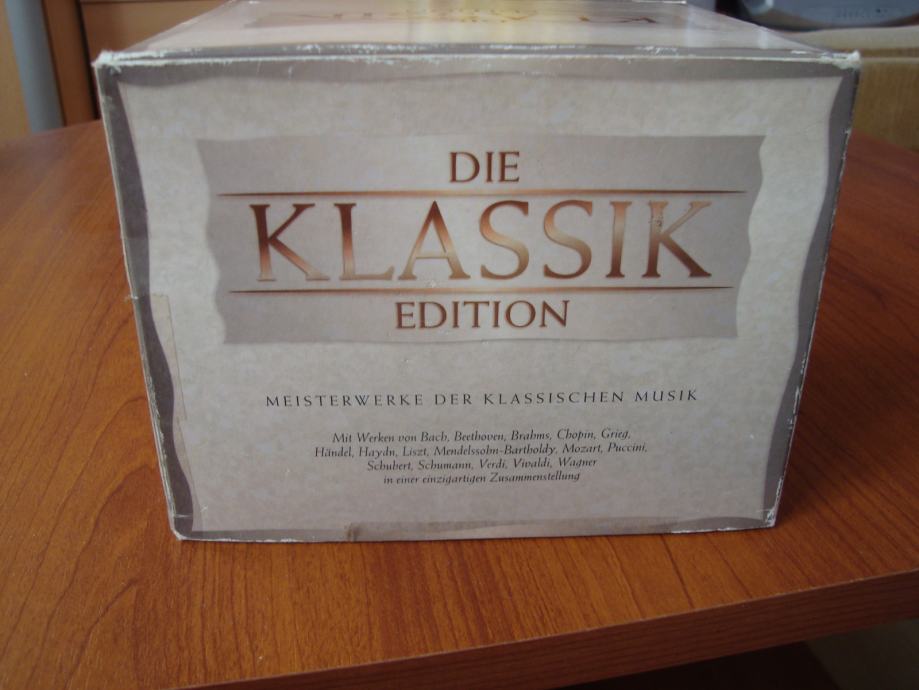 DIE
KLASSIK
EDITION
MEISTERWERKE DER KLASSISCHEN MUSIK
Mit Werken von Bach, Beethoven, Brahms, Chopin, Grieg,
Händel, Haydn, Liszt, Mendelssohn-Bartholdy, Mozart, Puccini,
Schubert, Schumann, Verdi, Vivaldi, Wagner
in einer einzigartigen Zusammenstellung